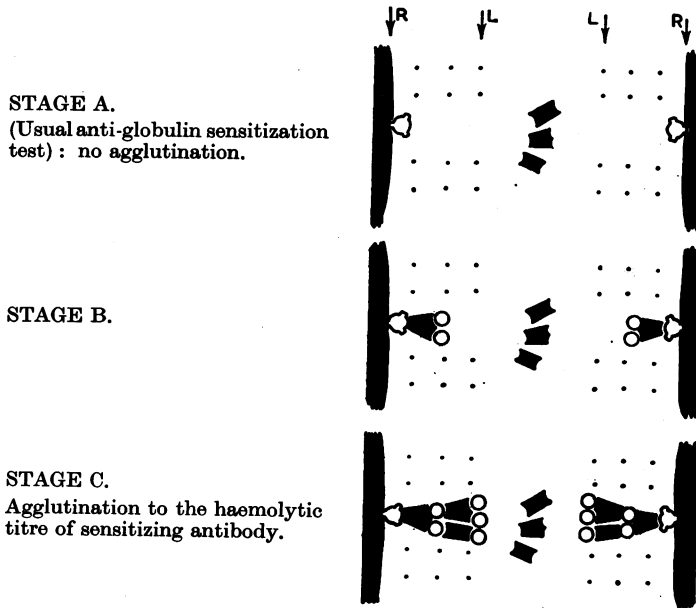 R L L R
STAGE A.
(Usual anti-globulin sensitization
test) : no agglutination.
STAGE B.
STAGE C.
Agglutination to the haemolytic
titre of sensitizing antibody.